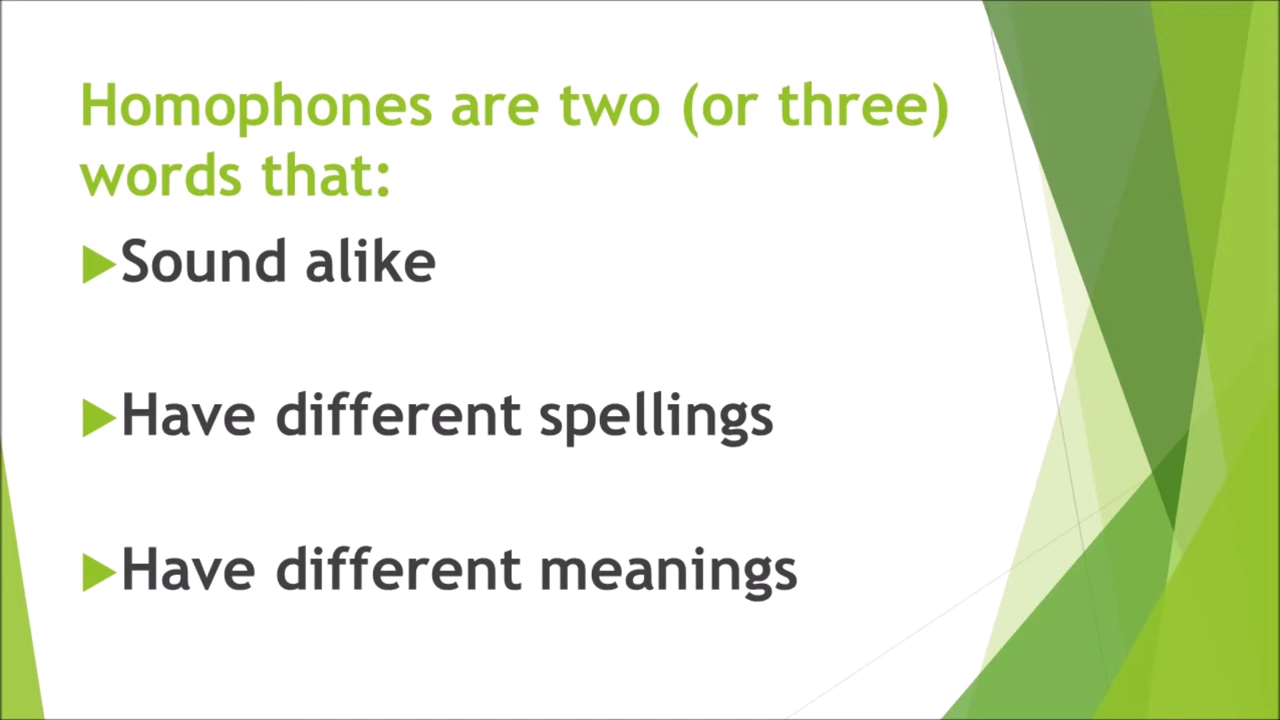 Homophones are two (or three)
words that:
Sound alike
Have different spellings
Have different meanings